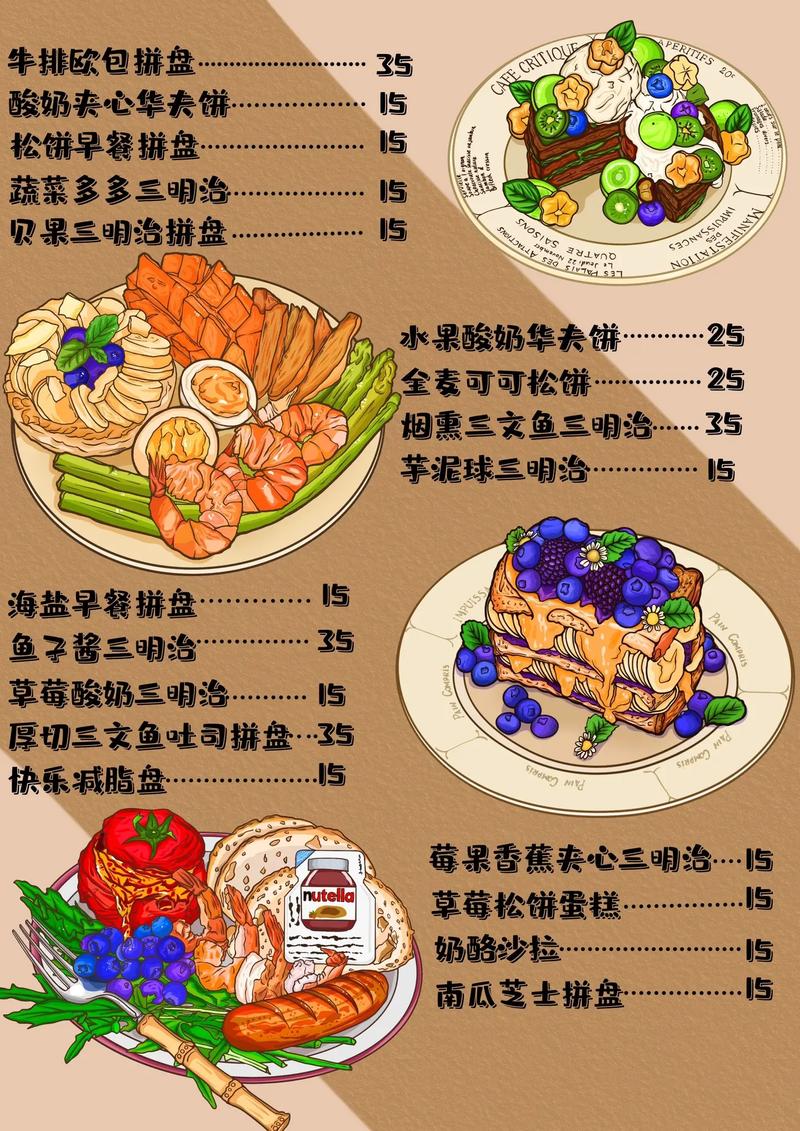 牛排欧包拼盘 35
酸奶夹心华夫饼 15
松饼早餐拼盘 15
蔬菜多多三明治 15
贝果三明治拼盘 15
CAFE CRITIQUE
APERITIFS 20F
MANIFESTATION
DES
IMPUISSANCES
QUATRE SAISONS
Le Jeudi 22 November
LES PALAIS DES ATTRACTIONS
水果酸奶华夫饼 25
全麦可可松饼 25
烟熏三文鱼三明治 35
芋泥球三明治 15
海盐早餐拼盘 15
鱼子酱三明治 35
草莓酸奶三明治 15
厚切三文鱼吐司拼盘 35
快乐减脂盘 15
PAIN COMPRIS
PAIN COMPRIS
PAIN COMPRIS
PAIN COMPRIS
nutella
莓果香蕉夹心三明治 15
草莓松饼蛋糕 15
奶酪沙拉 15
南瓜芝士拼盘 15